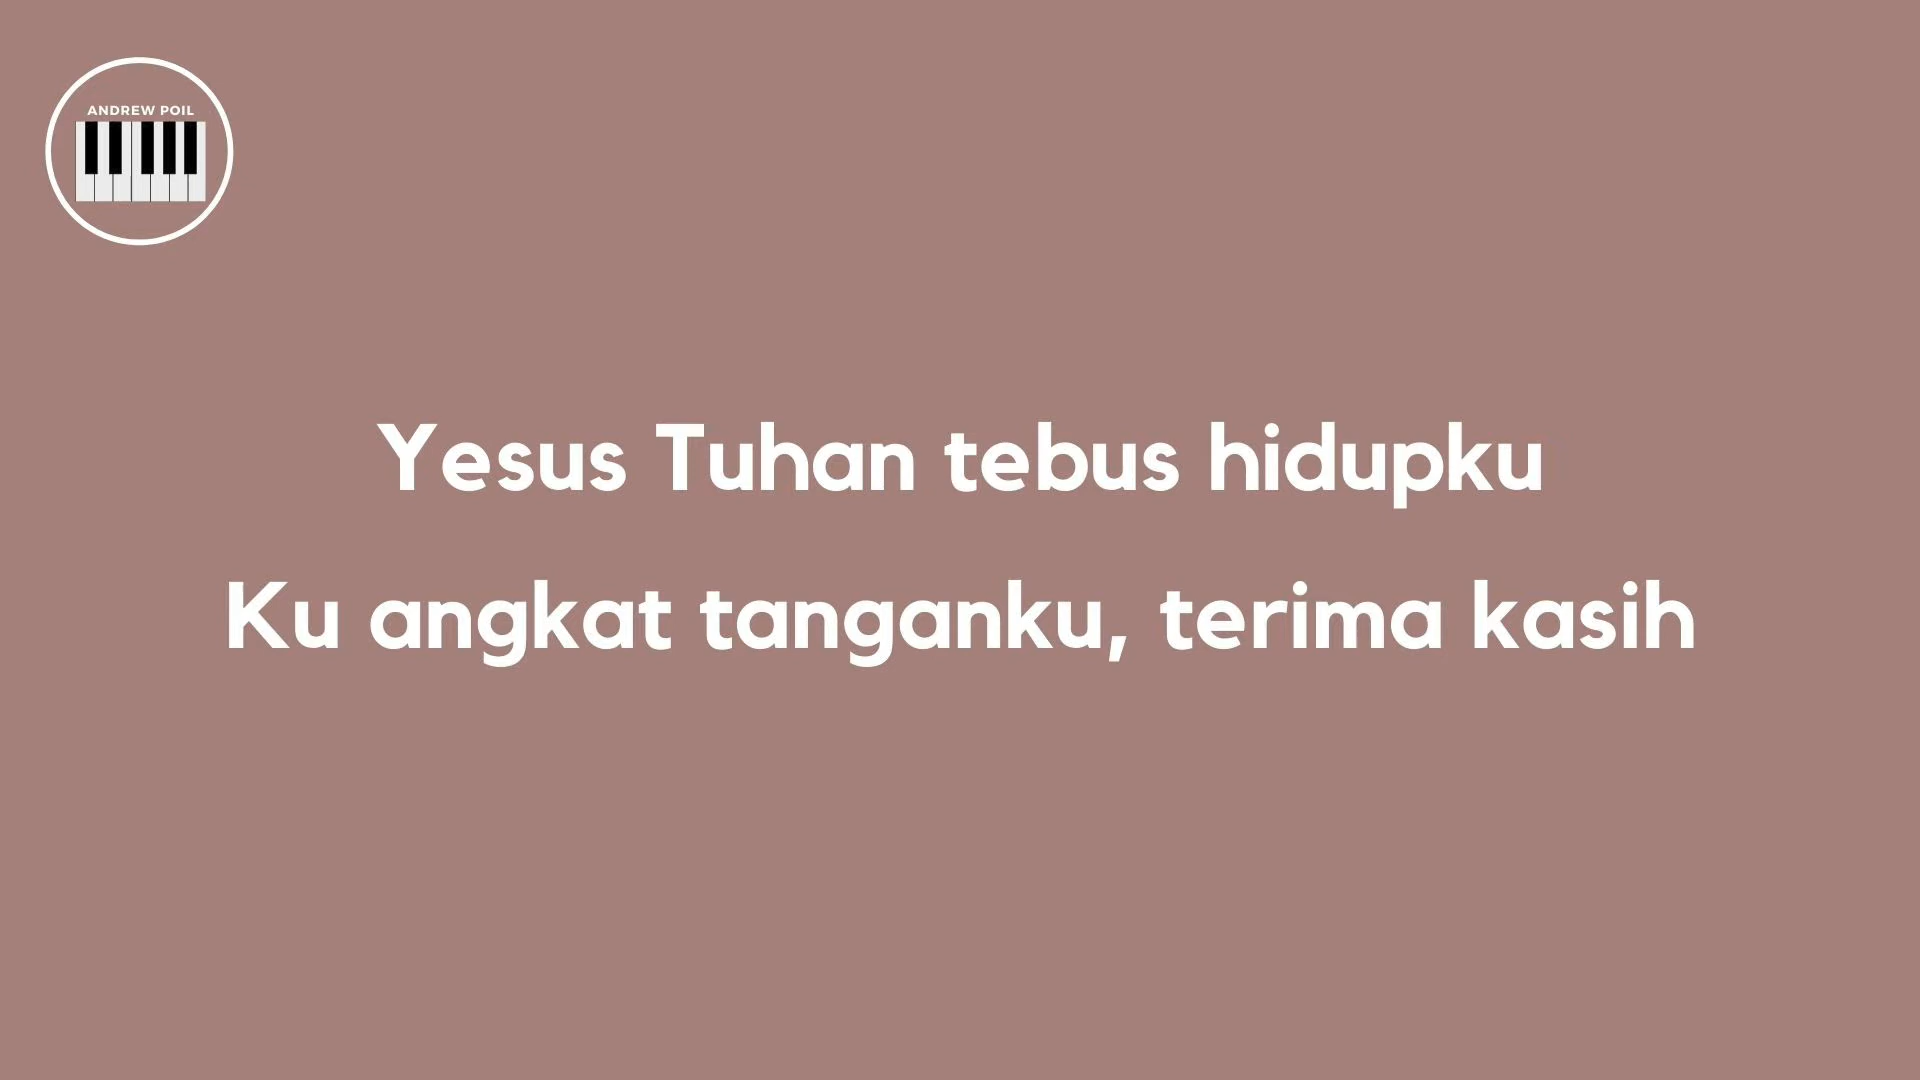 ANDREW POIL
Yesus Tuhan tebus hidupku
Ku angkat tanganku, terima kasih